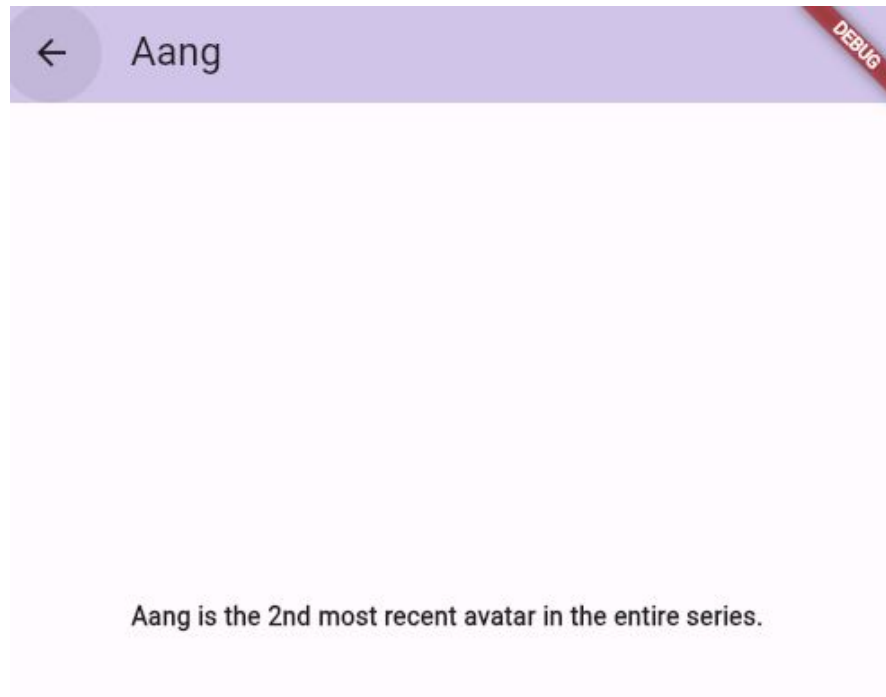 Aang
DEBUG
Aang is the 2nd most recent avatar in the entire series.